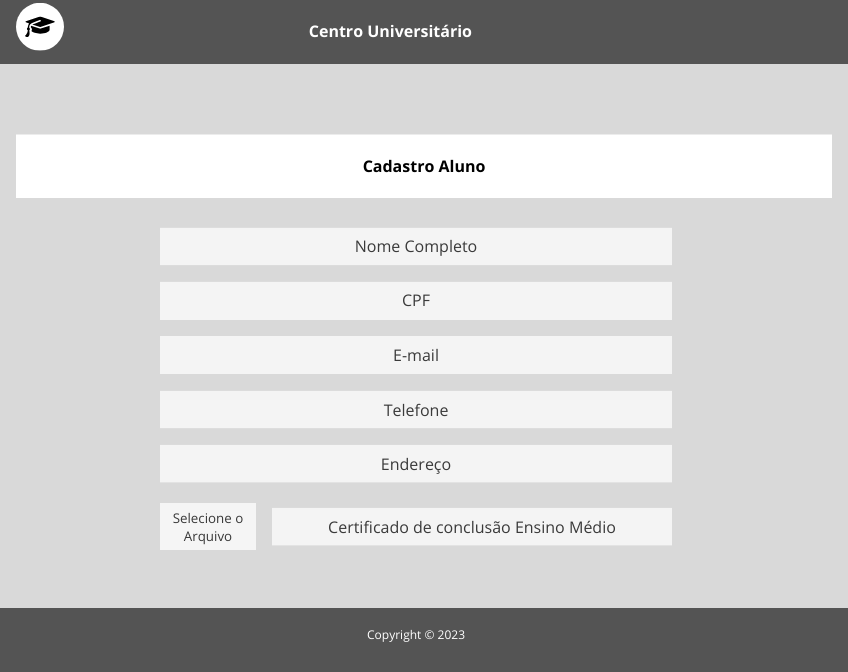 Centro Universitário
Cadastro Aluno
Nome Completo
CPF
E-mail
Telefone
Endereço
Selecione o
Arquivo
Certificado de conclusão Ensino Médio
Copyright © 2023